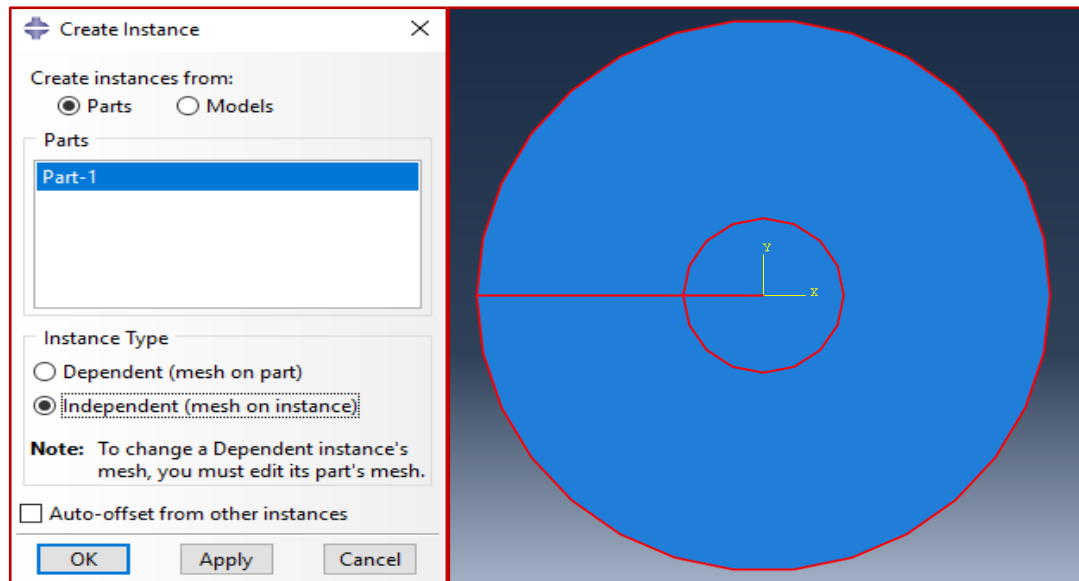 Create Instance
Create instances from:
Parts Models
Parts
Part-1
Instance Type
Dependent (mesh on part)
Independent (mesh on instance)
Note: To change a Dependent instance's
mesh, you must edit its part's mesh.
Auto-offset from other instances
OK Apply Cancel
Y
X